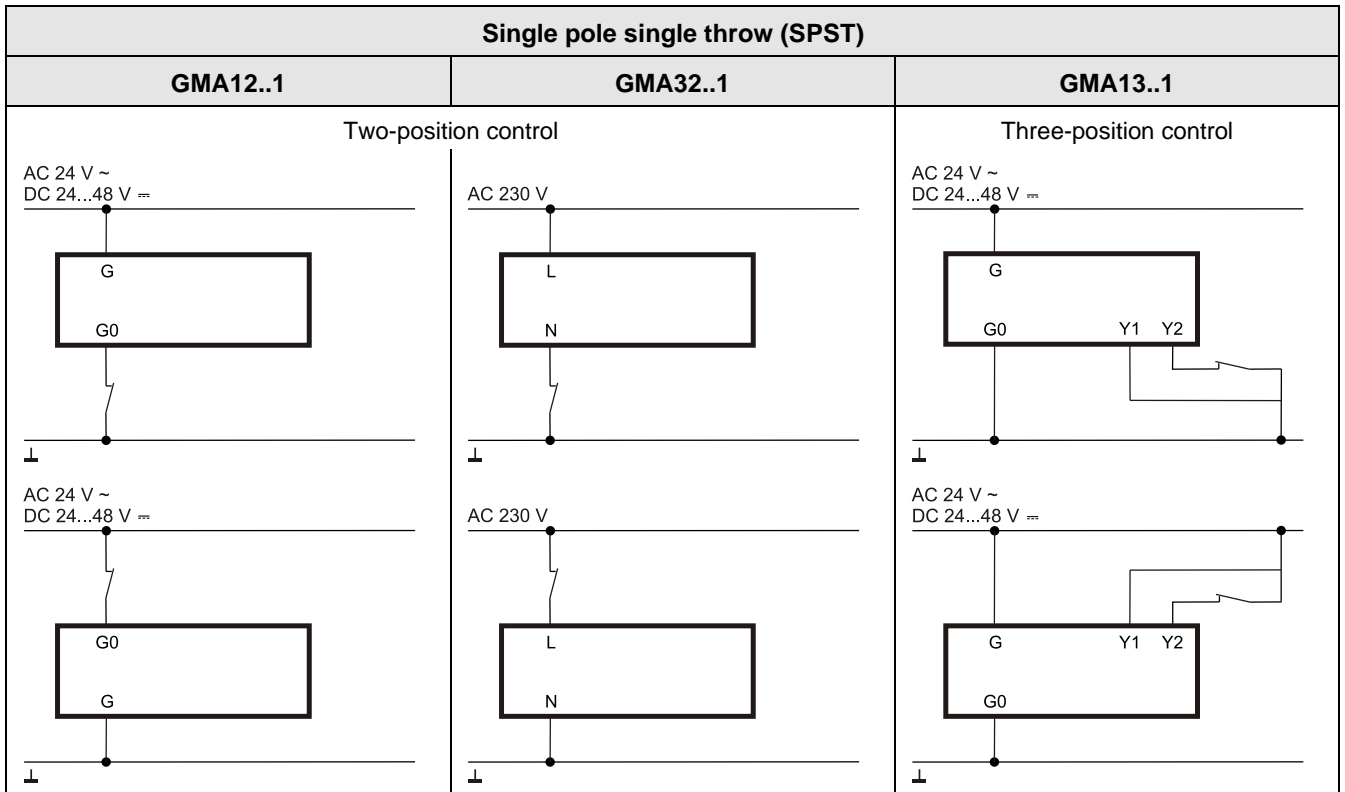 Single pole single throw (SPST)
GMA12..1
GMA32..1
GMA13..1
Two-position control
Three-position control
AC 24 V ~
DC 24...48 V ⎓
G
G0
AC 230 V
L
N
AC 24 V ~
DC 24...48 V ⎓
G
G0 Y1 Y2
AC 24 V ~
DC 24...48 V ⎓
G0
G
AC 230 V
L
N
AC 24 V ~
DC 24...48 V ⎓
G Y1 Y2
G0